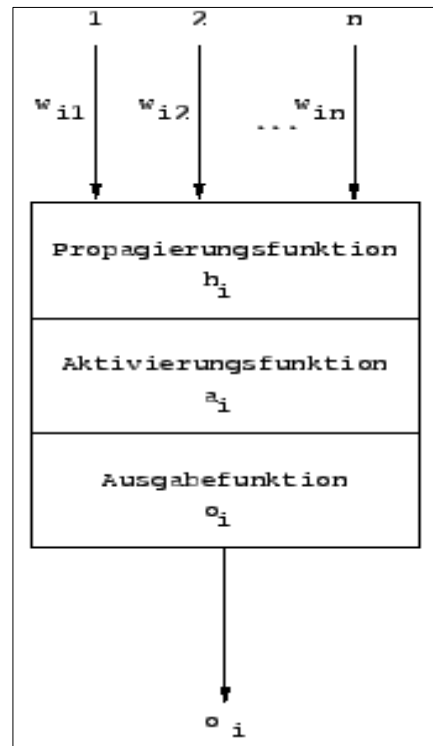 1 2 n
w_i1 w_i2 ... w_in
Propagierungsfunktion
h_i
Aktivierungsfunktion
a_i
Ausgabefunktion
o_i
o_i